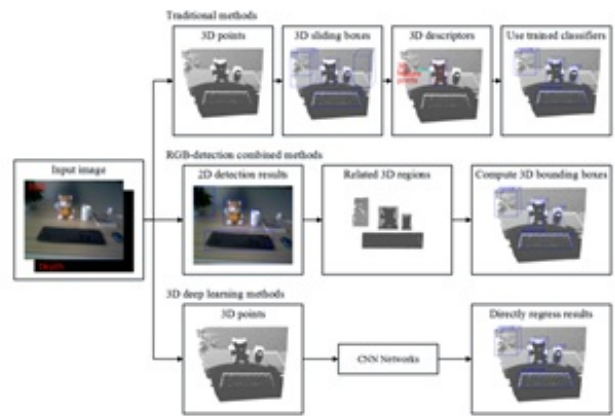 Traditional methods
3D points
3D sliding boxes
3D descriptors
Use trained classifiers
RGB-detection combined methods
Input image
2D detection results
Related 3D regions
Compute 3D bounding boxes
3D deep learning methods
3D points
CNN Networks
Directly regress results